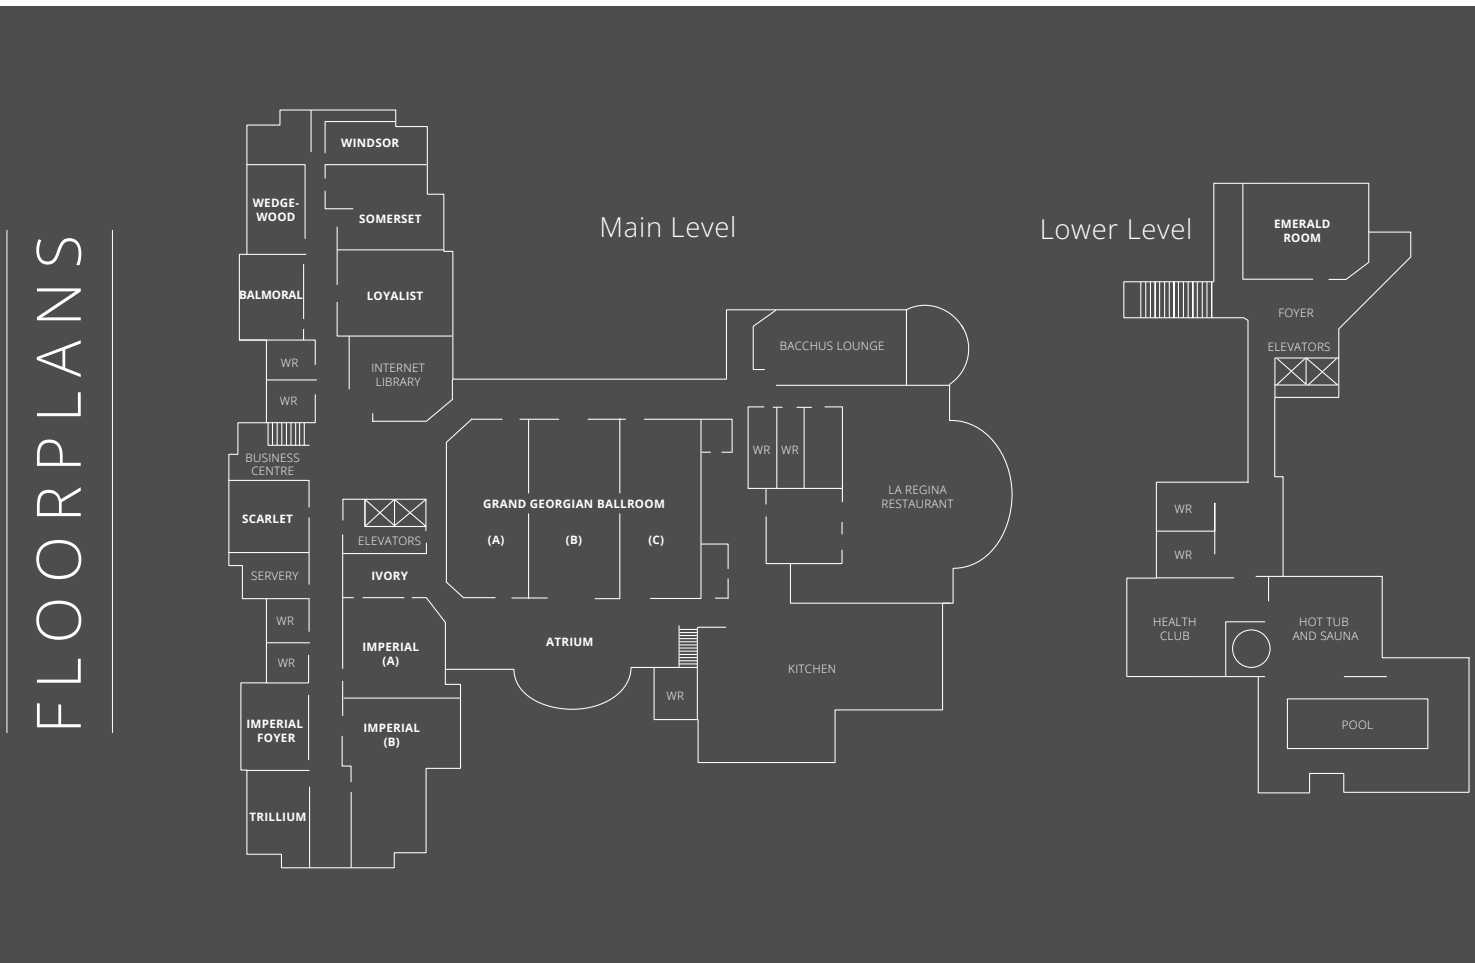 FLOORPLANS
Main Level
WINDSOR
WEDGE-
WOOD
SOMERSET
BALMORAL
LOYALIST
WR
INTERNET
LIBRARY
WR
BUSINESS
CENTRE
SCARLET
ELEVATORS
SERVERY
IVORY
WR
IMPERIAL
(A)
WR
IMPERIAL
FOYER
IMPERIAL
(B)
TRILLIUM
GRAND GEORGIAN BALLROOM
(A)
(B)
(C)
ATRIUM
BACCHUS LOUNGE
WR
WR
LA REGINA
RESTAURANT
KITCHEN
WR
Lower Level
EMERALD
ROOM
FOYER
ELEVATORS
WR
WR
HEALTH
CLUB
HOT TUB
AND SAUNA
POOL